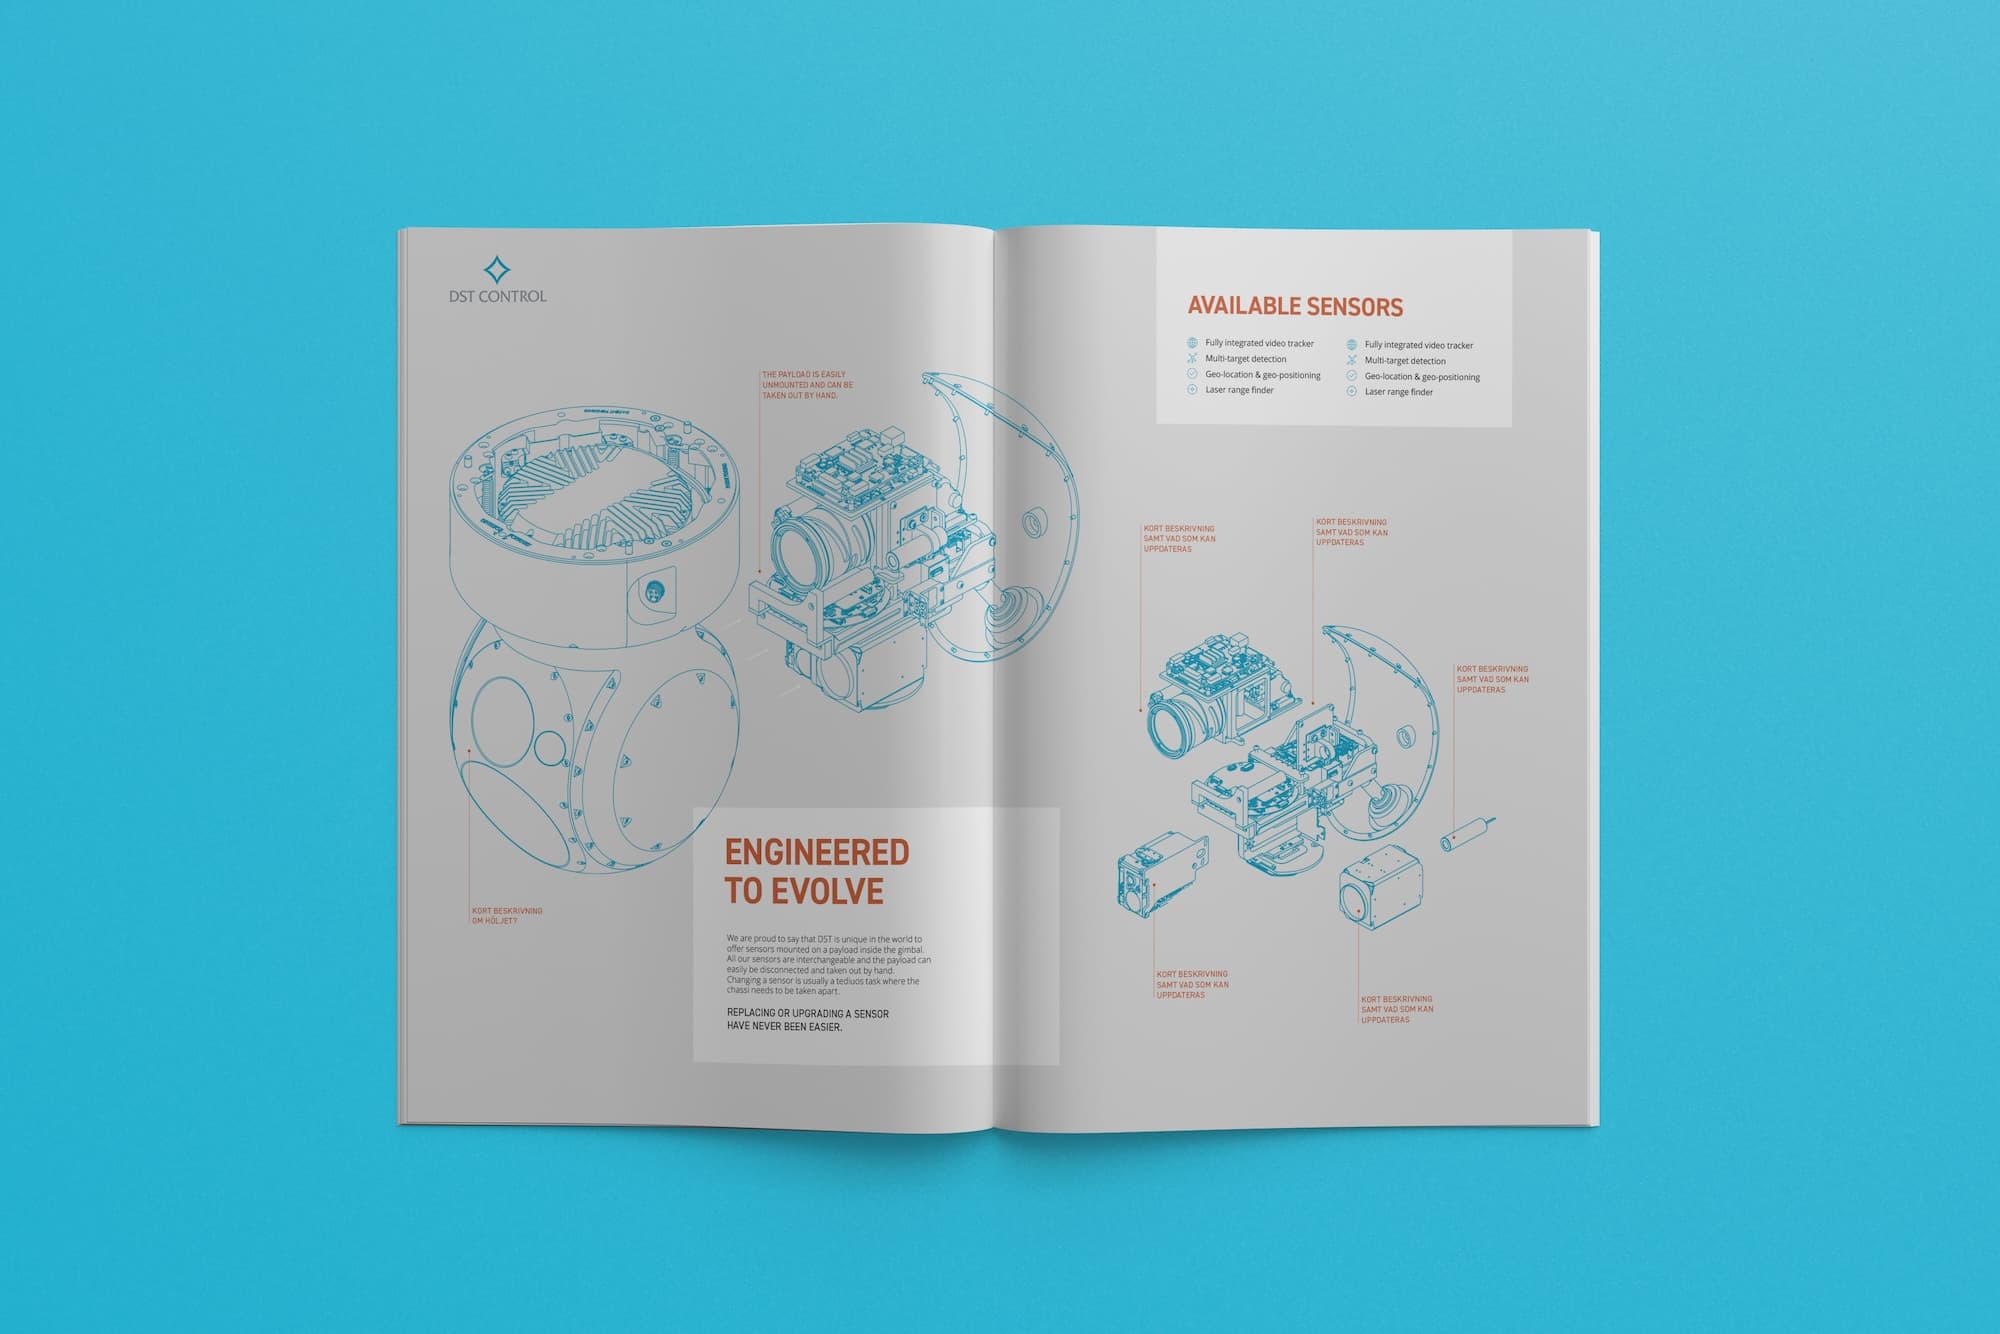 DST CONTROL
THE PAYLOAD IS EASILY
UNMOUNTED AND CAN BE
TAKEN OUT BY HAND.
KORT BESKRIVNING
OM HÖLJET?
ENGINEERED
TO EVOLVE
We are proud to say that DST is unique in the world to
offer sensors mounted on a payload inside the gimbal.
All our sensors are interchangeable and the payload can
easily be disconnected and taken out by hand.
Changing a sensor is usually a tediuos task where the
chassi needs to be taken apart.
REPLACING OR UPGRADING A SENSOR
HAVE NEVER BEEN EASIER.
AVAILABLE SENSORS
Fully integrated video tracker
Multi-target detection
Geo-location & geo-positioning
Laser range finder
Fully integrated video tracker
Multi-target detection
Geo-location & geo-positioning
Laser range finder
KORT BESKRIVNING
SAMT VAD SOM KAN
UPPDATERAS
KORT BESKRIVNING
SAMT VAD SOM KAN
UPPDATERAS
KORT BESKRIVNING
SAMT VAD SOM KAN
UPPDATERAS
KORT BESKRIVNING
SAMT VAD SOM KAN
UPPDATERAS
KORT BESKRIVNING
SAMT VAD SOM KAN
UPPDATERAS